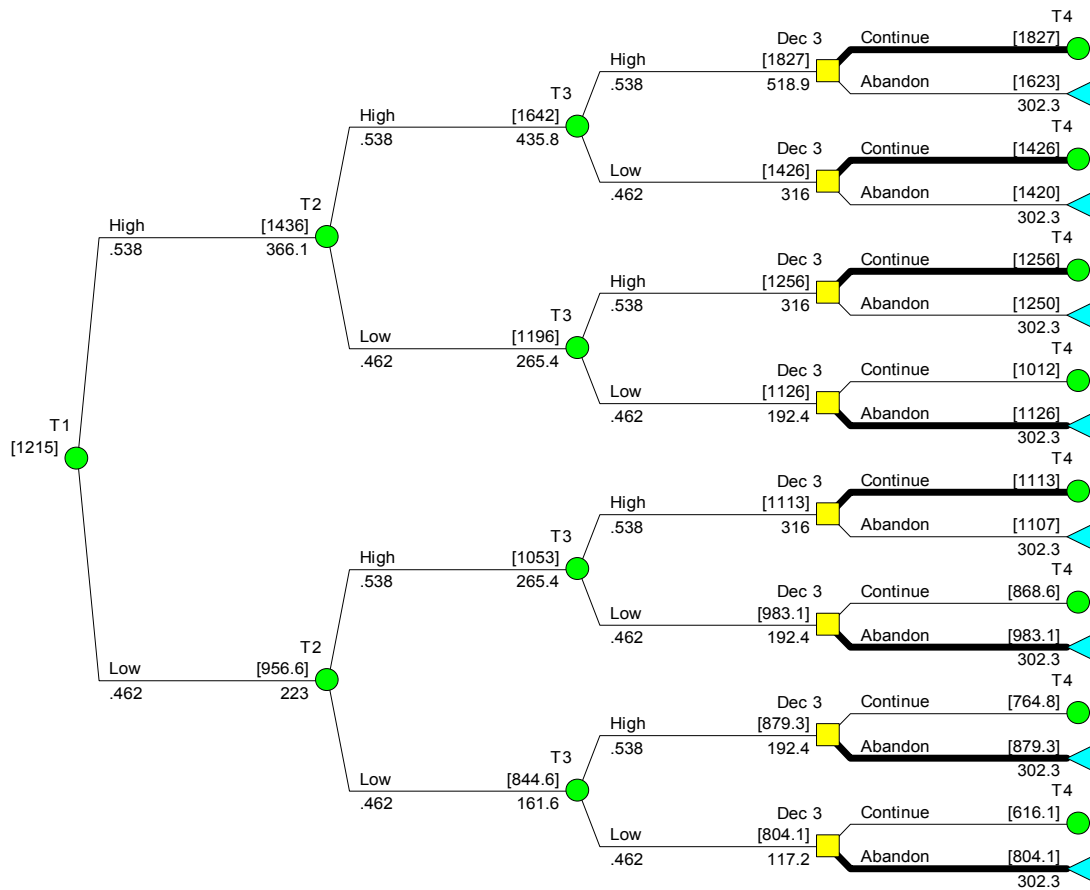 T4
Dec 3
Continue
[1827]
High
[1827]
.538
518.9
Abandon
[1623]
T3
302.3
High
[1642]
T4
.538
435.8
Dec 3
Continue
[1426]
Low
[1426]
.462
316
Abandon
[1420]
T2
302.3
High
[1436]
T4
.538
366.1
Dec 3
Continue
[1256]
High
[1256]
.538
316
Abandon
[1250]
T3
302.3
Low
[1196]
T4
.462
265.4
Dec 3
Continue
[1012]
Low
[1126]
.462
192.4
Abandon
[1126]
T1
302.3
[1215]
T4
Dec 3
Continue
[1113]
High
[1113]
.538
316
Abandon
[1107]
T3
302.3
High
[1053]
T4
.538
265.4
Dec 3
Continue
[868.6]
Low
[983.1]
.462
192.4
Abandon
[983.1]
T2
302.3
Low
[956.6]
T4
.462
223
Dec 3
Continue
[764.8]
High
[879.3]
.538
192.4
Abandon
[879.3]
T3
302.3
Low
[844.6]
T4
.462
161.6
Dec 3
Continue
[616.1]
Low
[804.1]
.462
117.2
Abandon
[804.1]
302.3